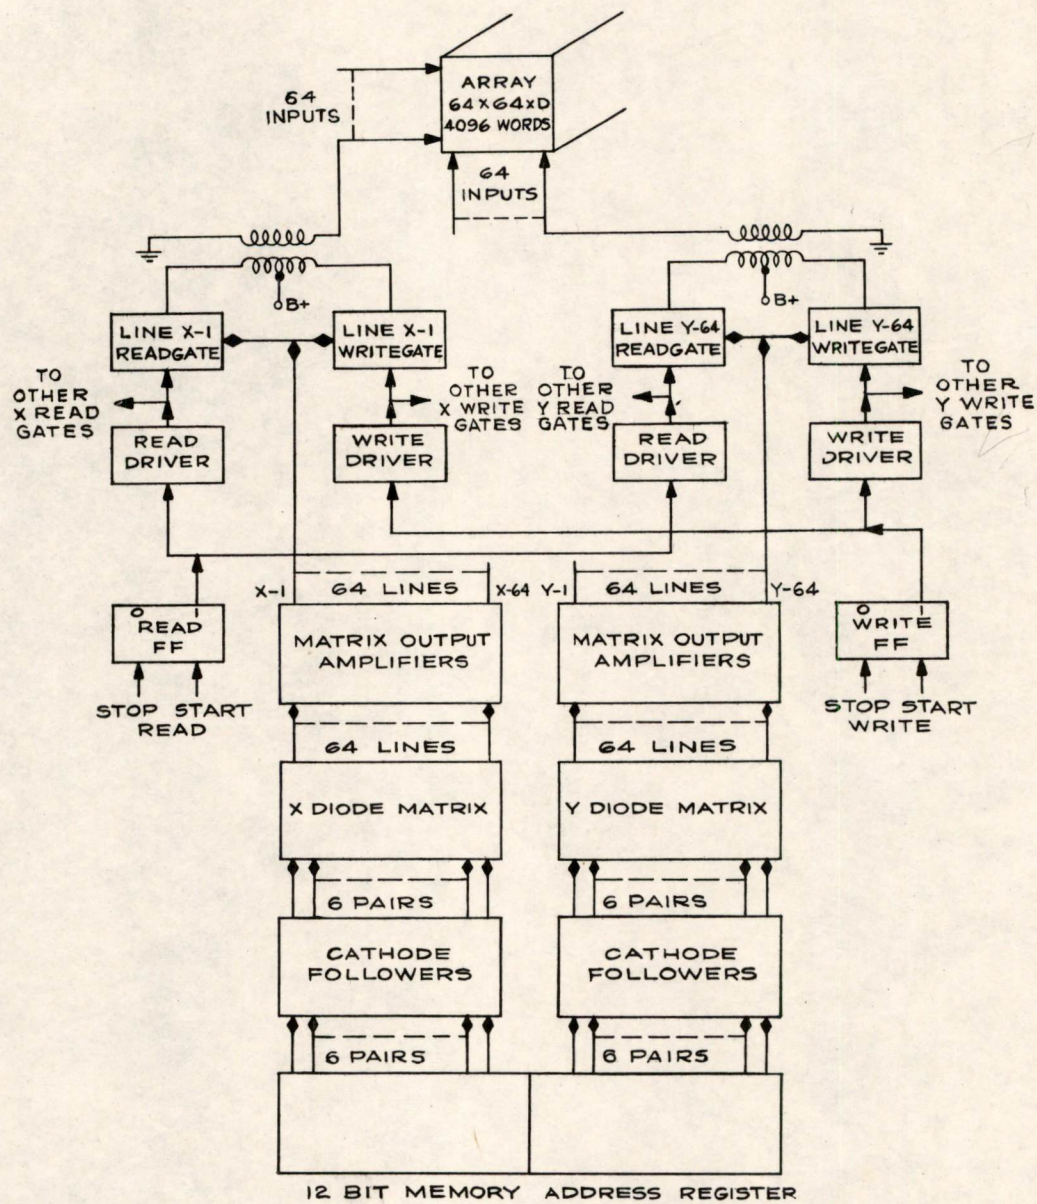 ARRAY
64 x 64 x D
4096 WORDS
64
INPUTS
64
INPUTS
B+
B+
LINE X-1
READGATE
LINE X-1
WRITEGATE
LINE Y-64
READGATE
LINE Y-64
WRITEGATE
TO
OTHER
X READ
GATES
TO
OTHER
X WRITE
GATES
TO
OTHER
Y READ
GATES
TO
OTHER
Y WRITE
GATES
READ
DRIVER
WRITE
DRIVER
READ
DRIVER
WRITE
DRIVER
X-1
64 LINES
X-64
Y-1
64 LINES
Y-64
O I
READ
FF
STOP START
READ
MATRIX OUTPUT
AMPLIFIERS
MATRIX OUTPUT
AMPLIFIERS
O I
WRITE
FF
STOP START
WRITE
64 LINES
64 LINES
X DIODE MATRIX
Y DIODE MATRIX
6 PAIRS
6 PAIRS
CATHODE
FOLLOWERS
CATHODE
FOLLOWERS
6 PAIRS
6 PAIRS
12 BIT MEMORY ADDRESS REGISTER